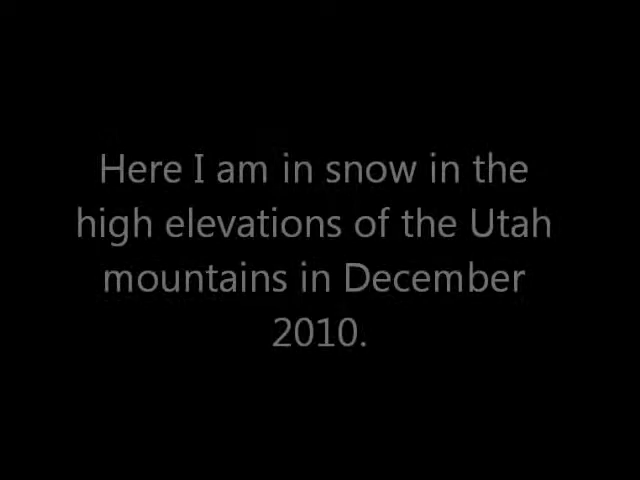 Here I am in snow in the
high elevations of the Utah
mountains in December
2010.